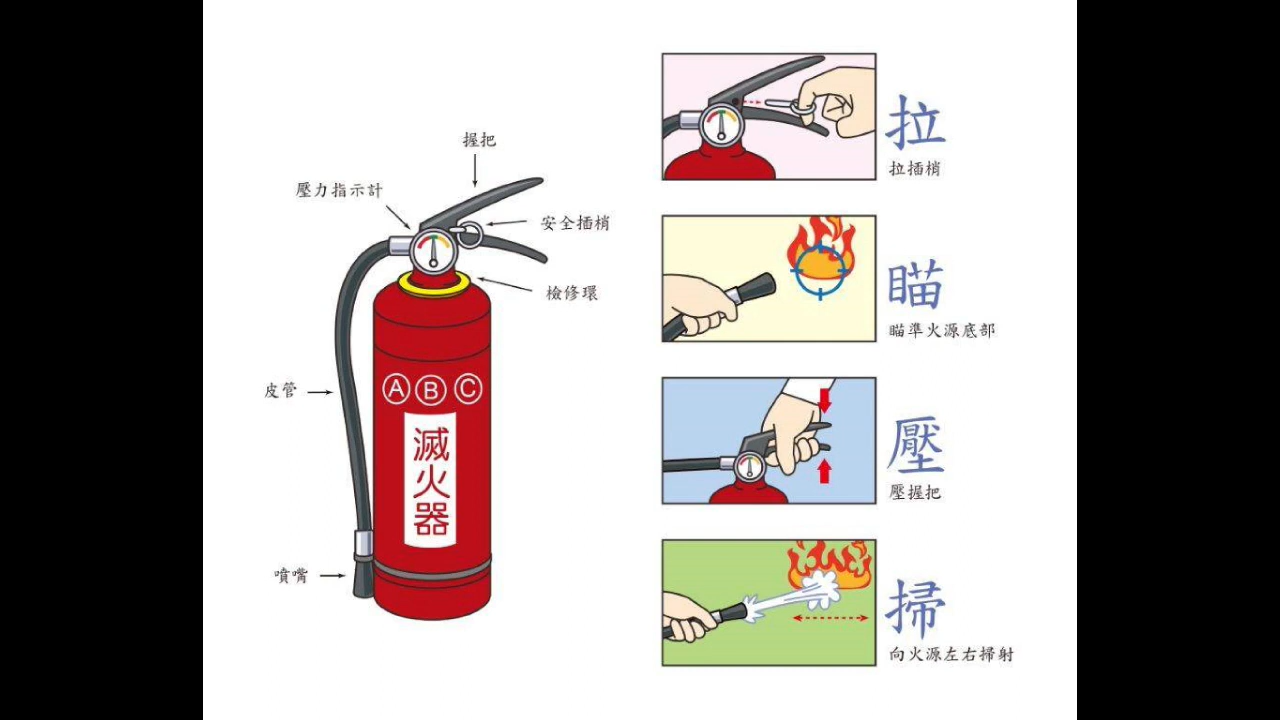 握把
壓力指示計
安全插梢
檢修環
皮管
噴嘴
A B C
滅火器
拉
拉插梢
瞄
瞄準火源底部
壓
壓握把
掃
向火源左右掃射